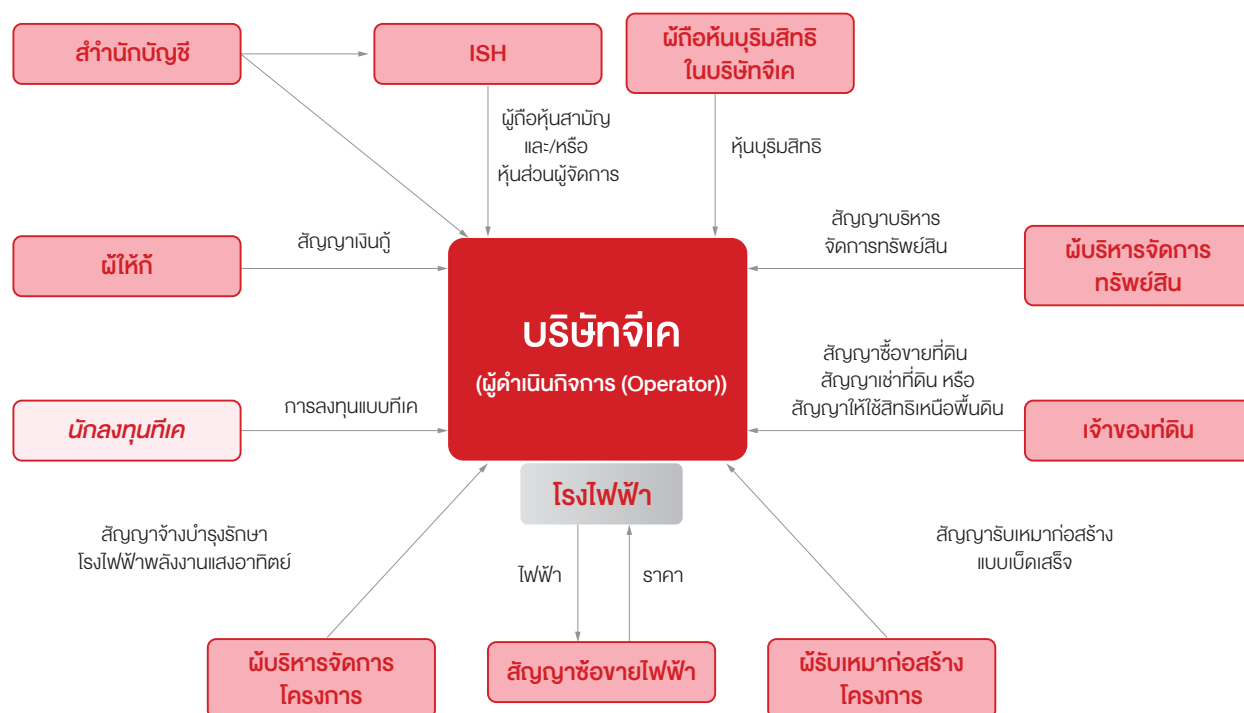 สำนักบัญชี
ISH
ผู้ถือหุ้นบุริมสิทธิ
ในบริษัทจีเค
ผู้ถือหุ้นสามัญ
และ/หรือ
หุ้นส่วนผู้จัดการ
หุ้นบุริมสิทธิ
ผู้ให้กู้
สัญญาเงินกู้
สัญญาบริหาร
จัดการทรัพย์สิน
ผู้บริหารจัดการ
ทรัพย์สิน
บริษัทจีเค
(ผู้ดำเนินกิจการ (Operator))
นักลงทุนทีเค
การลงทุนแบบทีเค
สัญญาซื้อขายที่ดิน
สัญญาเช่าที่ดิน หรือ
สัญญาให้ใช้สิทธิเหนือพื้นดิน
เจ้าของที่ดิน
โรงไฟฟ้า
สัญญาจ้างบำรุงรักษา
โรงไฟฟ้าพลังงานแสงอาทิตย์
ไฟฟ้า
ราคา
สัญญารับเหมาก่อสร้าง
แบบเบ็ดเสร็จ
ผู้บริหารจัดการ
โครงการ
สัญญาซื้อขายไฟฟ้า
ผู้รับเหมาก่อสร้าง
โครงการ